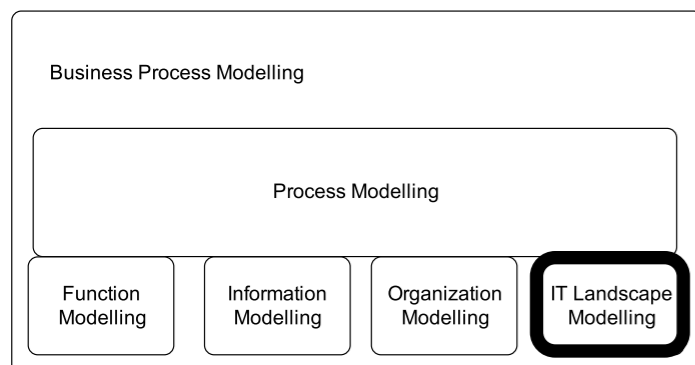 Business Process Modelling
Process Modelling
Function
Modelling
Information
Modelling
Organization
Modelling
IT Landscape
Modelling